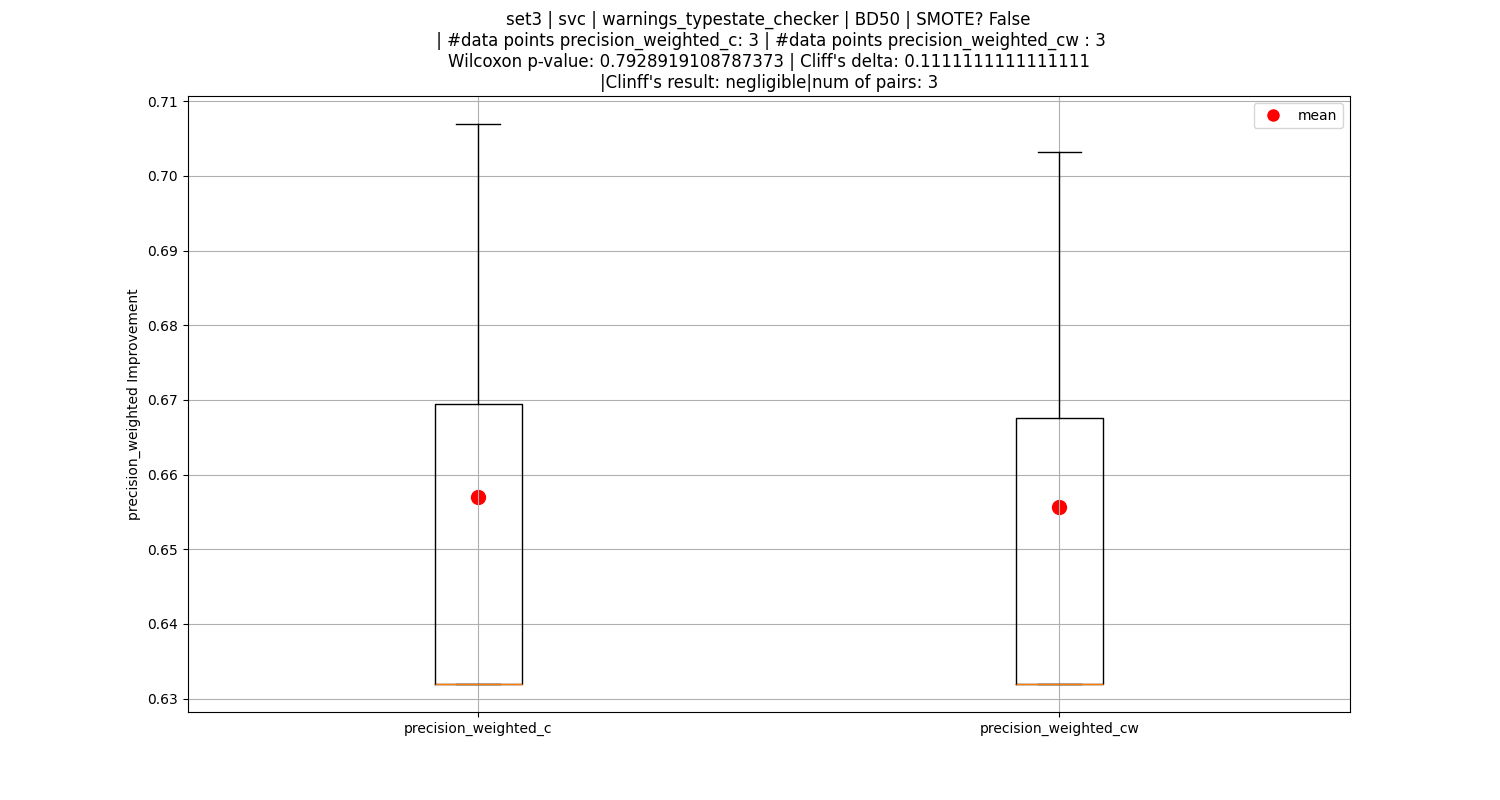 set3 | svc | warnings_typestate_checker | BD50 | SMOTE? False
| #data points precision_weighted_c: 3 | #data points precision_weighted_cw : 3
Wilcoxon p-value: 0.7928919108787373 | Cliff's delta: 0.1111111111111111
|Clinff's result: negligible|num of pairs: 3
mean
0.71
0.70
0.69
0.68
0.67
0.66
0.65
0.64
0.63
precision_weighted Improvement
precision_weighted_c
precision_weighted_cw